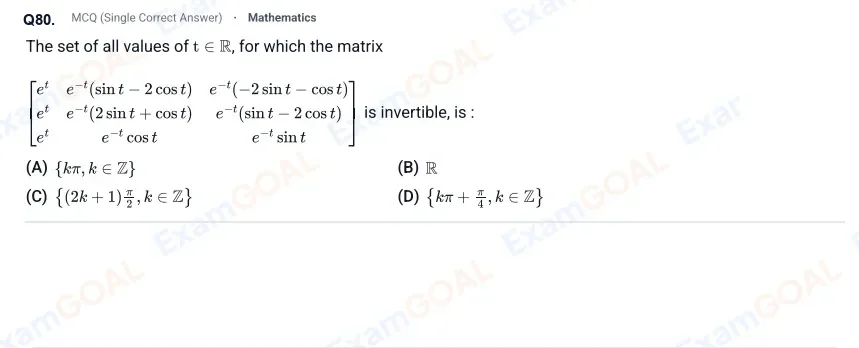 Q80. MCQ (Single Correct Answer) · Mathematics
The set of all values of t ∈ ℝ, for which the matrix
[e^t e^{−t}(sin t − 2 cos t) e^{−t}(−2 sin t − cos t)]
[e^t e^{−t}(2 sin t + cos t) e^{−t}(sin t − 2 cos t)] is invertible, is :
[e^t e^{−t} cos t e^{−t} sin t]
(A) {kπ, k ∈ ℤ} (B) ℝ
(C) {(2k + 1)π/2, k ∈ ℤ} (D) {kπ + π/4, k ∈ ℤ}
ExamGOAL